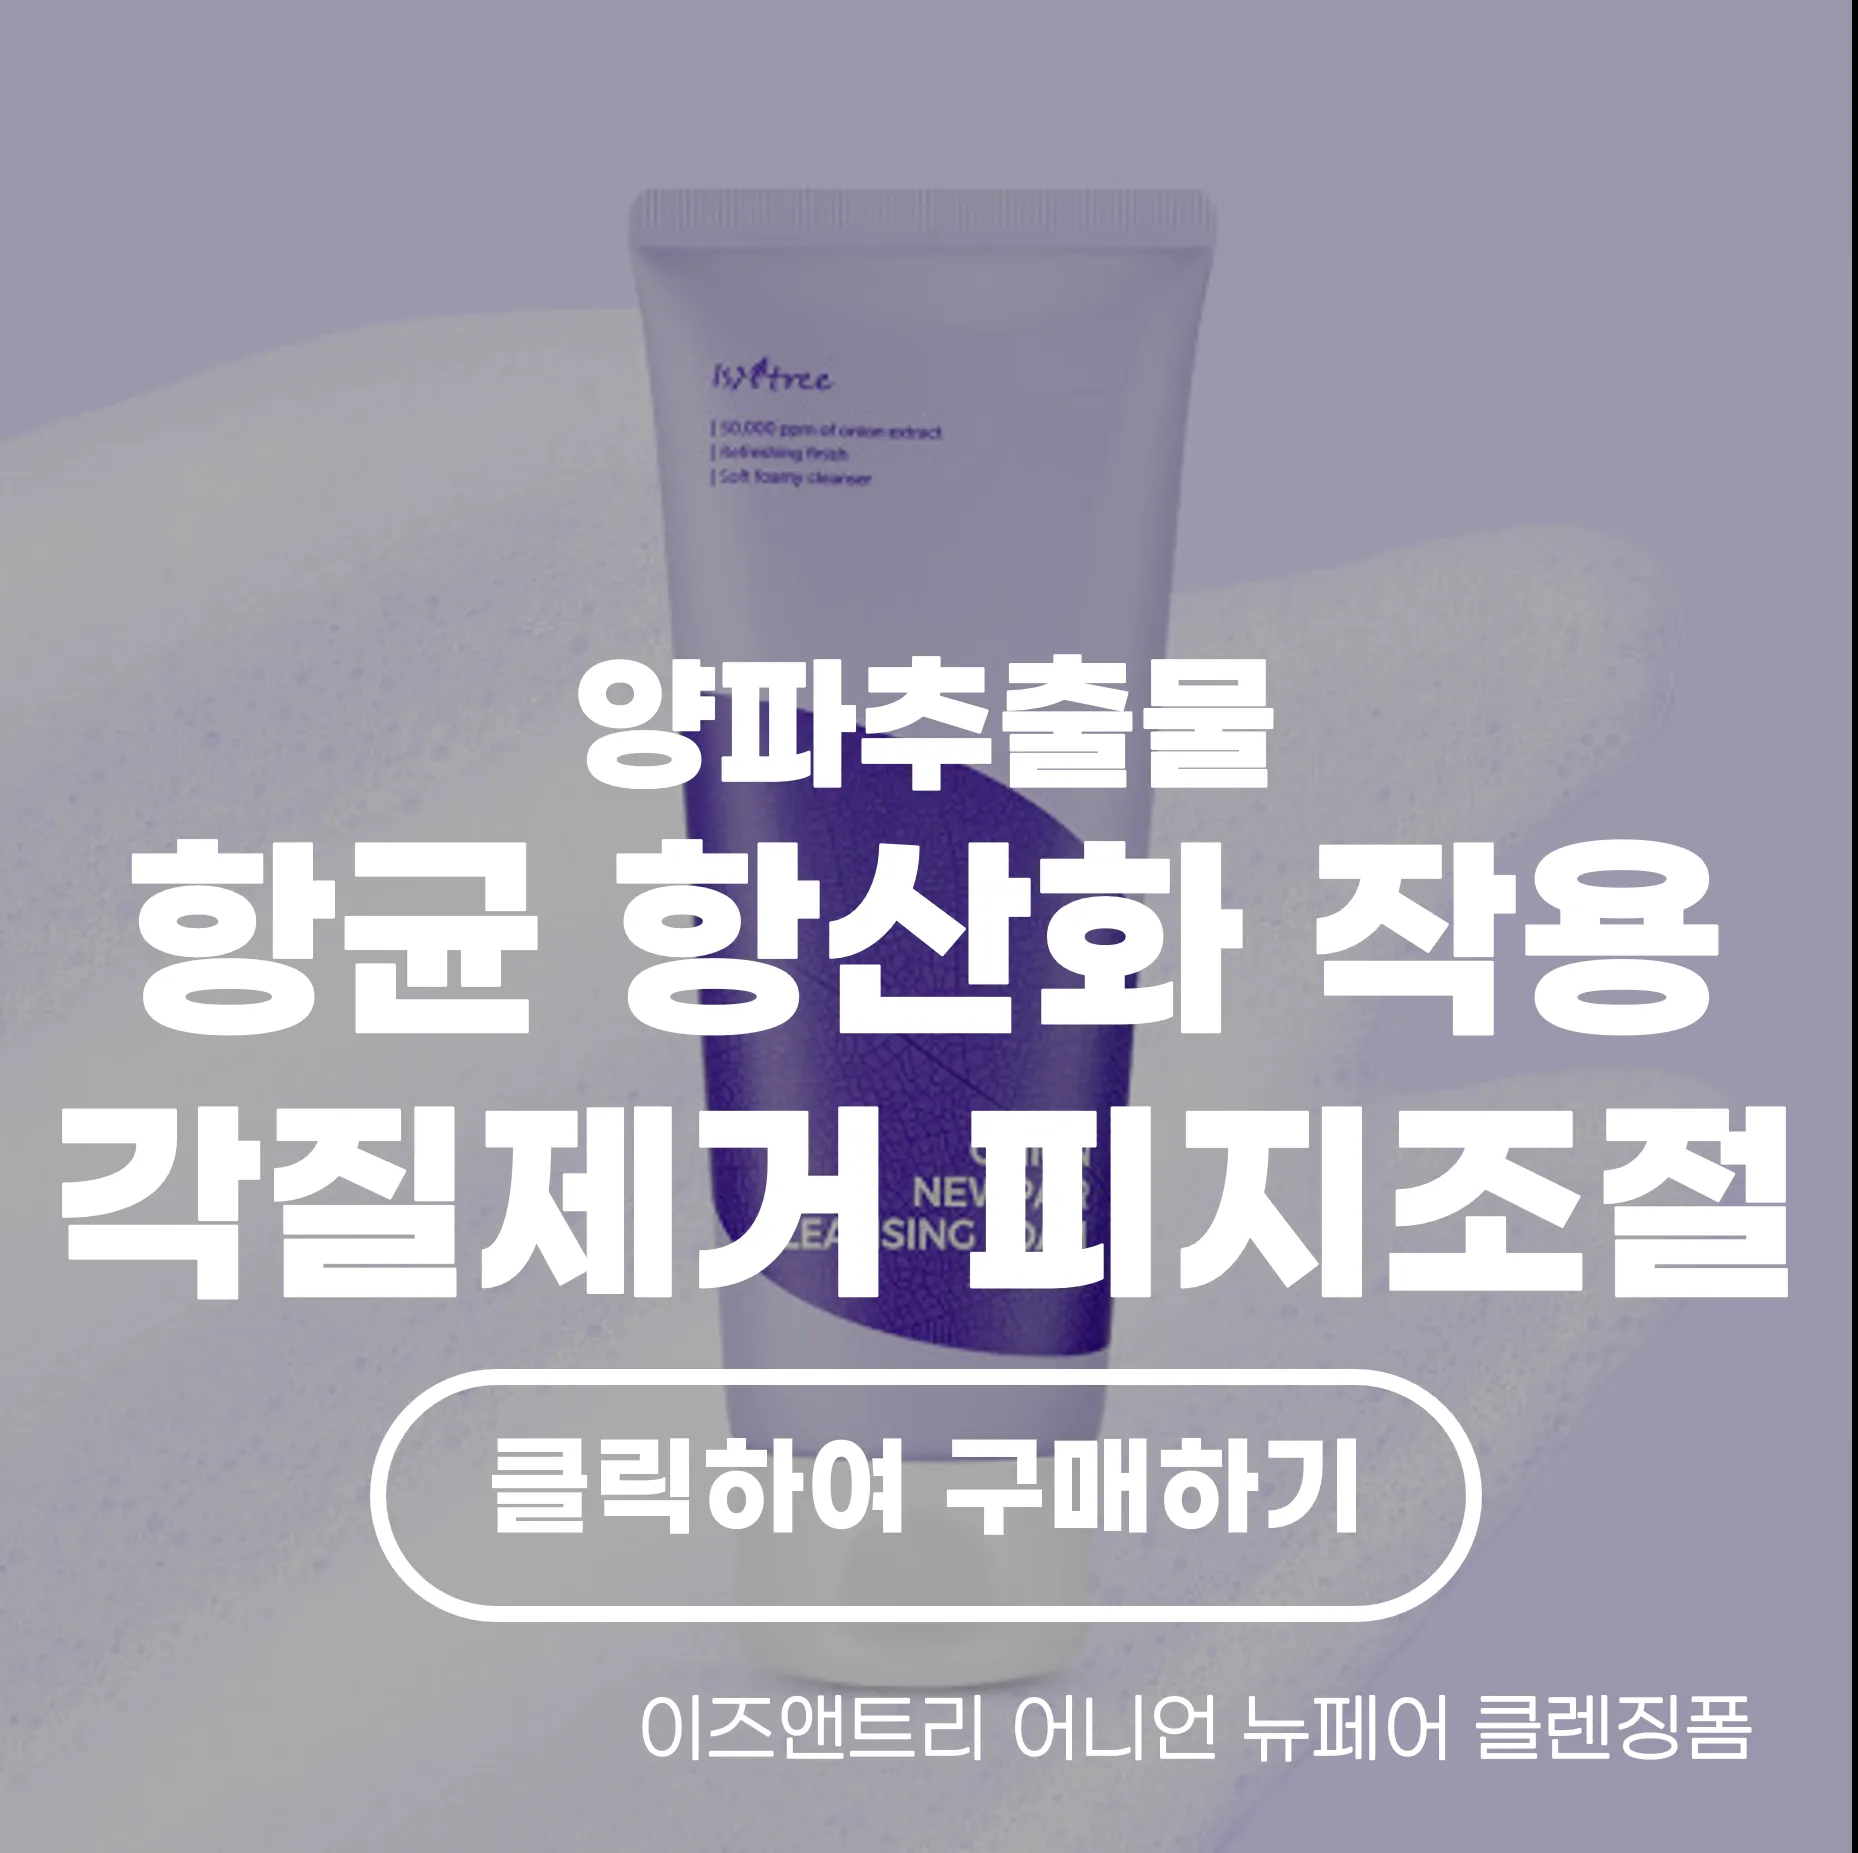 Isntree
| 50,000 ppm of onion extract
| Refreshing finish
| Soft foamy cleanser
양파추출물
항균 항산화 작용
각질제거 피지조절
클릭하여 구매하기
이즈앤트리 어니언 뉴페어 클렌징폼